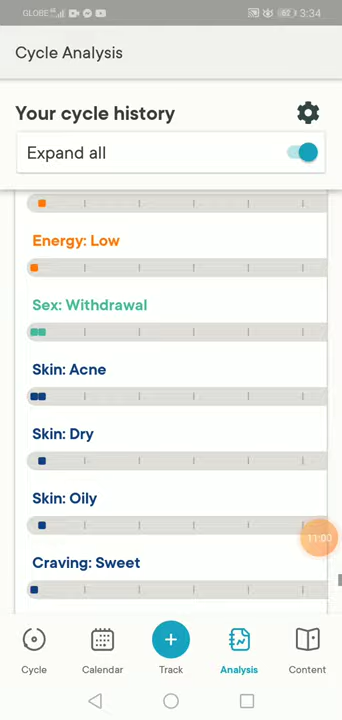 GLOBE 62 3:34
Cycle Analysis
Your cycle history
Expand all
Energy: Low
Sex: Withdrawal
Skin: Acne
Skin: Dry
Skin: Oily
11:00
Craving: Sweet
Cycle Calendar Track Analysis Content